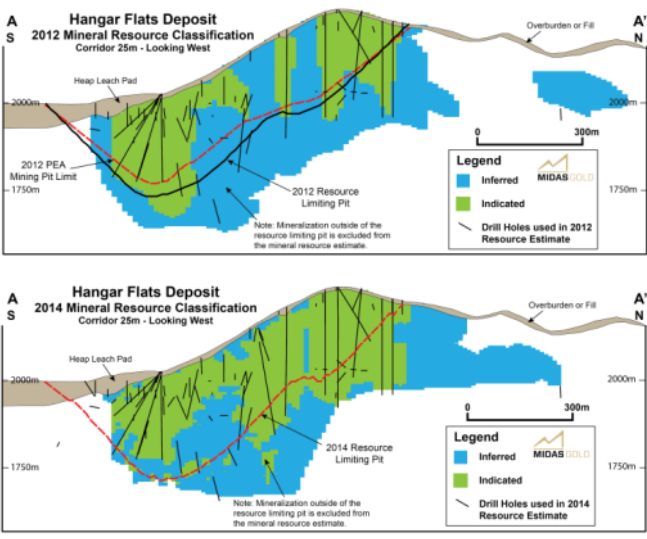 A
S
Hangar Flats Deposit
2012 Mineral Resource Classification
Corridor 25m - Looking West
A'
N
Overburden or Fill
Heap Leach Pad
2000m
2000m
0
300m
2012 PEA
Mining Pit Limit
1750m
1750m
2012 Resource
Limiting Pit
Note: Mineralization outside of the
resource limiting pit is excluded from
the mineral resource estimate.
Legend
MIDAS GOLD
Inferred
Indicated
Drill Holes used in 2012
Resource Estimate
A
S
Hangar Flats Deposit
2014 Mineral Resource Classification
Corridor 25m - Looking West
A'
N
Overburden or Fill
Heap Leach Pad
2000m
2000m
0
300m
2014 Resource
Limiting Pit
1750m
1750m
Note: Mineralization outside of the
resource limiting pit is excluded from
the mineral resource estimate.
Legend
MIDAS GOLD
Inferred
Indicated
Drill Holes used in 2014
Resource Estimate